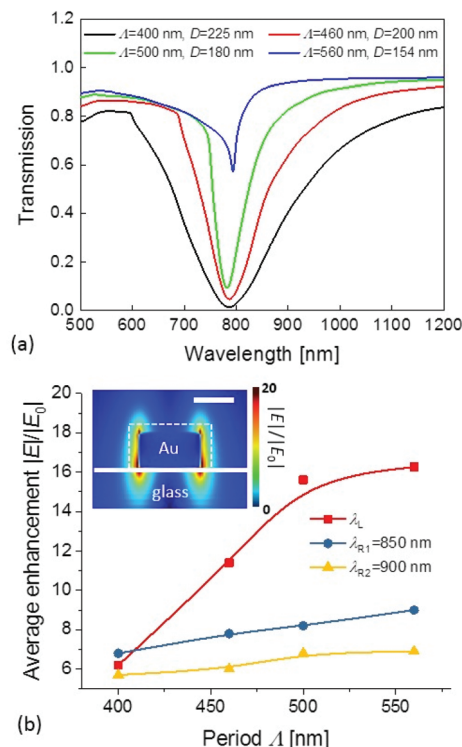 Λ=400 nm, D=225 nm
Λ=460 nm, D=200 nm
Λ=500 nm, D=180 nm
Λ=560 nm, D=154 nm
1.2
1.0
0.8
0.6
0.4
0.2
0.0
Transmission
500 600 700 800 900 1000 1100 1200
Wavelength [nm]
(a)
20
18
16
14
12
10
8
6
Average enhancement |E|/|E₀|
Au
glass
20
0
|E|/|E₀|
λL
λR1=850 nm
λR2=900 nm
400 450 500 550
Period Λ [nm]
(b)